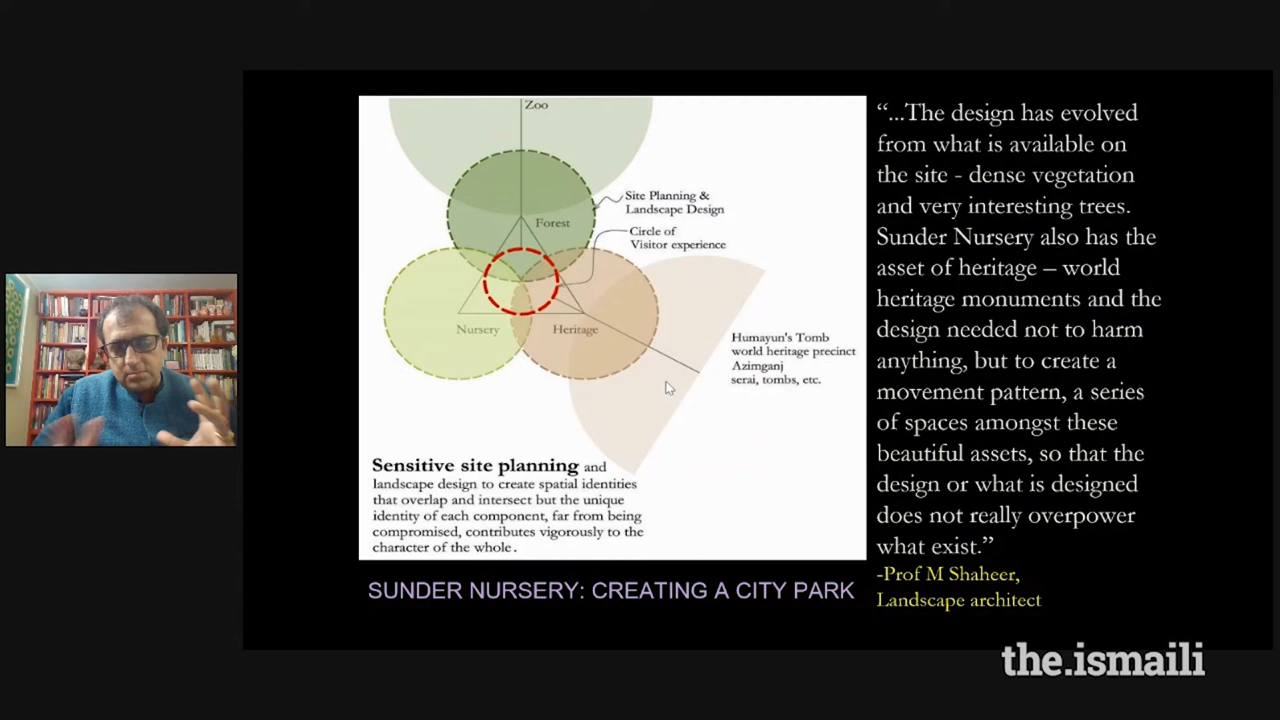 Zoo
Site Planning &
Landscape Design
Forest
Circle of
Visitor experience
Nursery
Heritage
Humayun's Tomb
world heritage precinct
Azimganj
serai, tombs, etc.
Sensitive site planning and
landscape design to create spatial identities
that overlap and intersect but the unique
identity of each component, far from being
compromised, contributes vigorously to the
character of the whole.
SUNDER NURSERY: CREATING A CITY PARK
“...The design has evolved
from what is available on
the site - dense vegetation
and very interesting trees.
Sunder Nursery also has the
asset of heritage – world
heritage monuments and the
design needed not to harm
anything, but to create a
movement pattern, a series
of spaces amongst these
beautiful assets, so that the
design or what is designed
does not really overpower
what exist.”
-Prof M Shaheer,
Landscape architect
the.ismaili